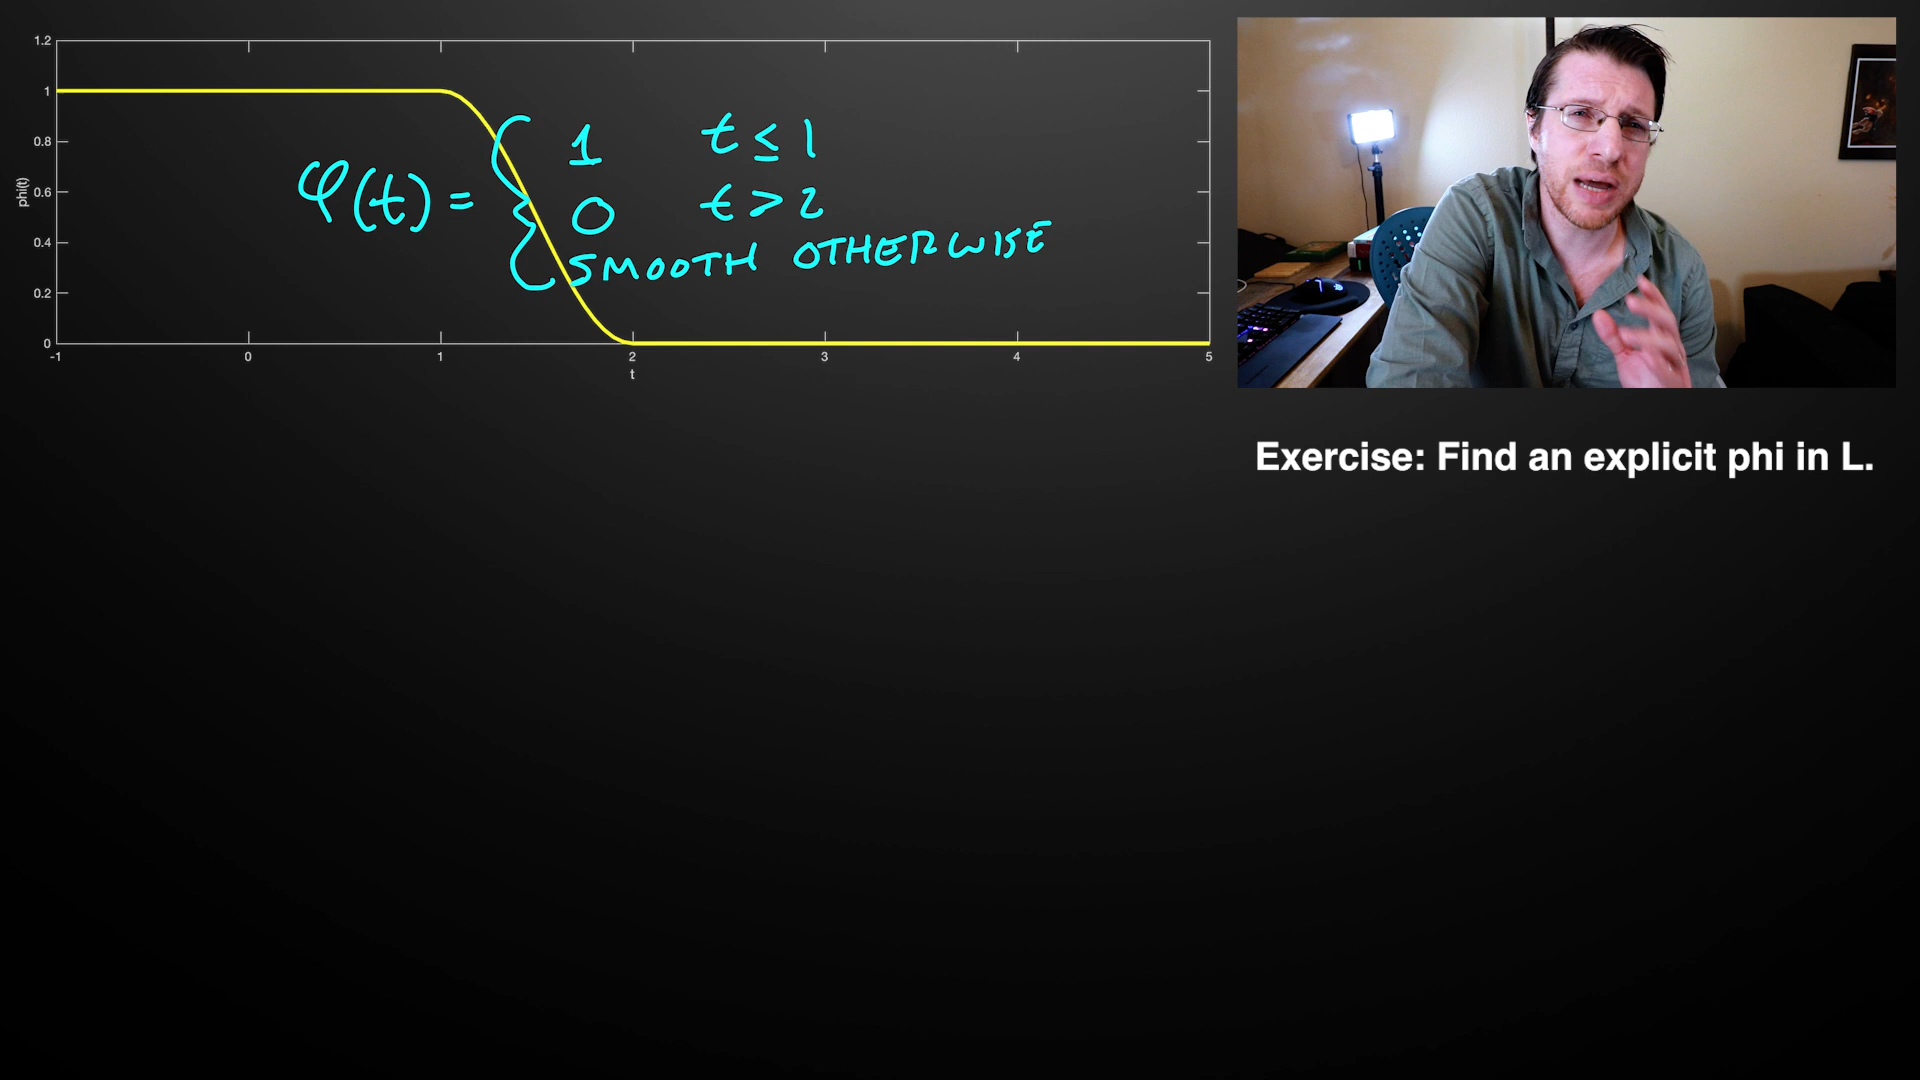 1.2
1
0.8
0.6
0.4
0.2
0
phi(t)
φ(t) = { 1 t ≤ 1
0 t > 2
SMOOTH OTHERWISE
-1 0 1 2 3 4 5
t
Exercise: Find an explicit phi in L.